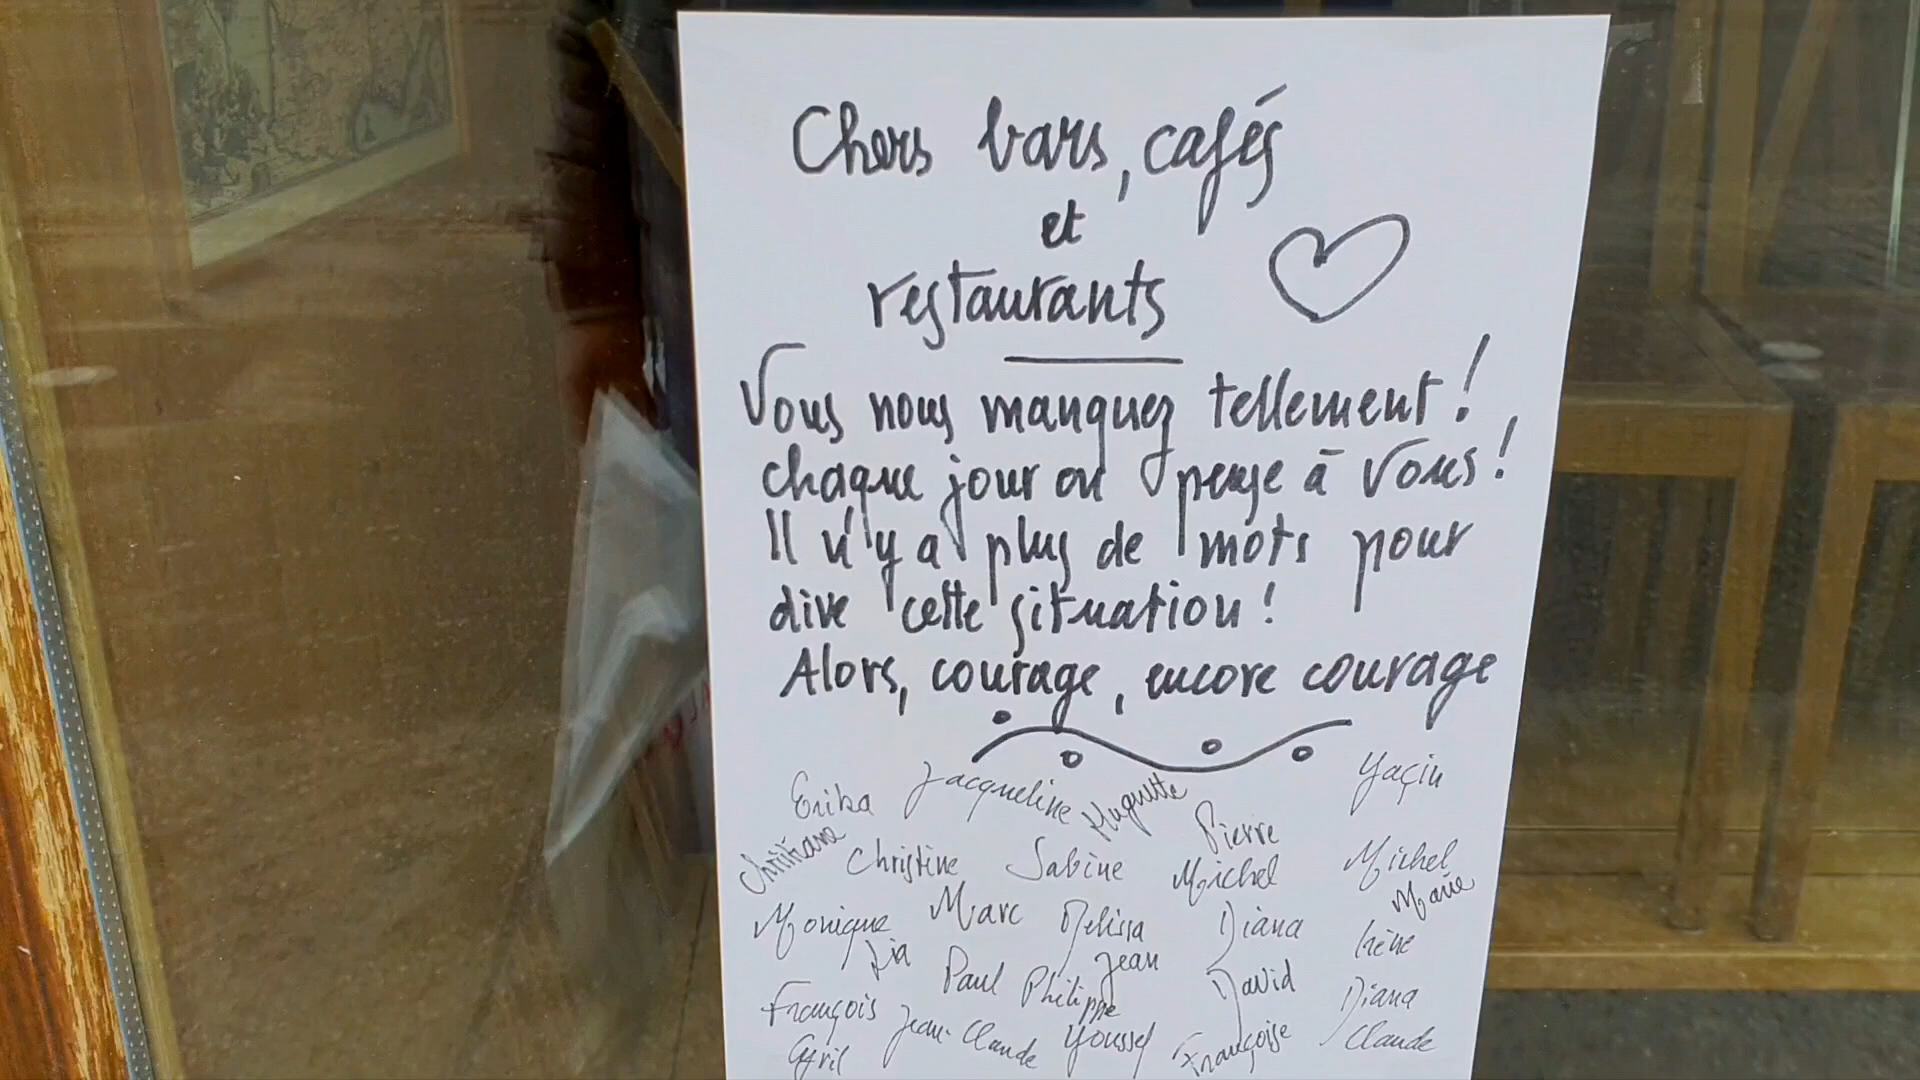 Chers bars, cafés
et
restaurants
Vous nous manquez tellement !
chaque jour on pense à vous !
Il n'y a plus de mots pour
dire cette situation !
Alors, courage, encore courage
Erika Jacqueline Huguette Pierre Yaçin
Christiane Christine Sabine Michel Michel
Marie
Monique Marc Melissa Diana Irène
Lia Paul Philippe Jean David Diana
François Jean-Claude Youssef Françoise Claude
Cyril